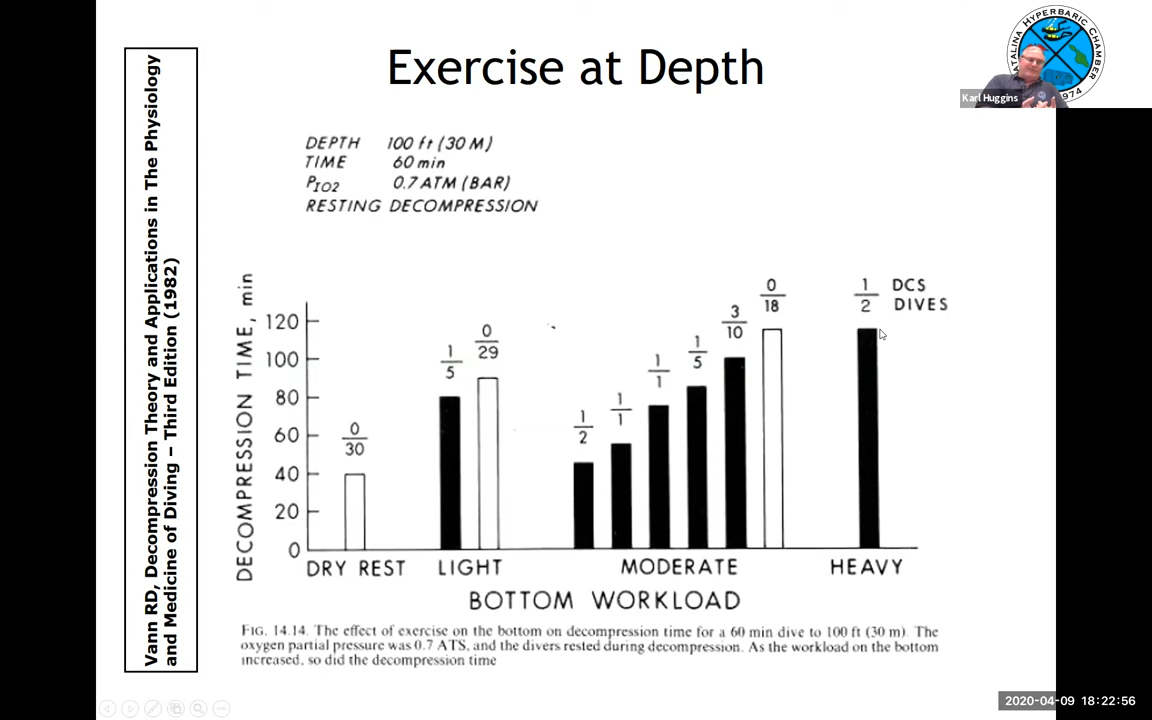 Exercise at Depth
CATALINA HYPERBARIC CHAMBER
1974
Karl Huggins
Vann RD, Decompression Theory and Applications in The Physiology
and Medicine of Diving – Third Edition (1982)
DEPTH 100 ft (30 M)
TIME 60 min
PIO2 0.7 ATM (BAR)
RESTING DECOMPRESSION
DECOMPRESSION TIME, min
120
100
80
60
40
20
0
0/30
1/5
0/29
1/2
1/1
1/1
1/5
3/10
0/18
1/2
DCS
DIVES
DRY REST LIGHT MODERATE HEAVY
BOTTOM WORKLOAD
FIG. 14.14. The effect of exercise on the bottom on decompression time for a 60 min dive to 100 ft (30 m). The
oxygen partial pressure was 0.7 ATS, and the divers rested during decompression. As the workload on the bottom
increased, so did the decompression time
2020-04-09 18:22:56